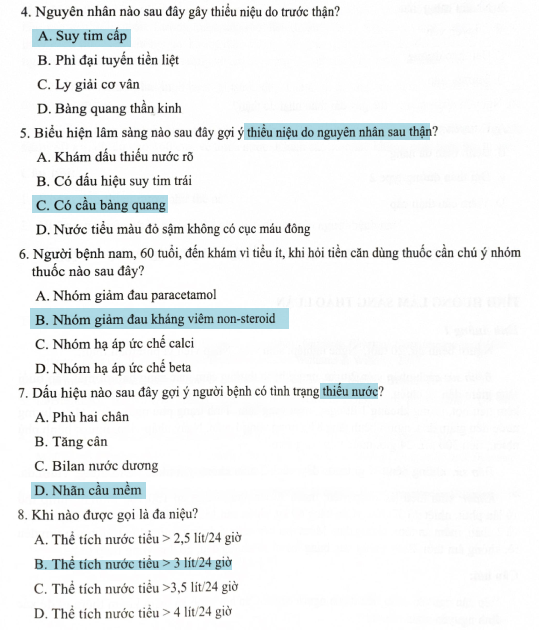 4. Nguyên nhân nào sau đây gây thiểu niệu do trước thận?
A. Suy tim cấp
B. Phì đại tuyến tiền liệt
C. Ly giải cơ vân
D. Bàng quang thần kinh
5. Biểu hiện lâm sàng nào sau đây gợi ý thiểu niệu do nguyên nhân sau thận?
A. Khám dấu thiếu nước rõ
B. Có dấu hiệu suy tim trái
C. Có cầu bàng quang
D. Nước tiểu màu đỏ sậm không có cục máu đông
6. Người bệnh nam, 60 tuổi, đến khám vì tiểu ít, khi hỏi tiền căn dùng thuốc cần chú ý nhóm
thuốc nào sau đây?
A. Nhóm giảm đau paracetamol
B. Nhóm giảm đau kháng viêm non-steroid
C. Nhóm hạ áp ức chế calci
D. Nhóm hạ áp ức chế beta
7. Dấu hiệu nào sau đây gợi ý người bệnh có tình trạng thiếu nước?
A. Phù hai chân
B. Tăng cân
C. Bilan nước dương
D. Nhãn cầu mềm
8. Khi nào được gọi là đa niệu?
A. Thể tích nước tiểu > 2,5 lít/24 giờ
B. Thể tích nước tiểu > 3 lít/24 giờ
C. Thể tích nước tiểu >3,5 lít/24 giờ
D. Thể tích nước tiểu > 4 lít/24 giờ